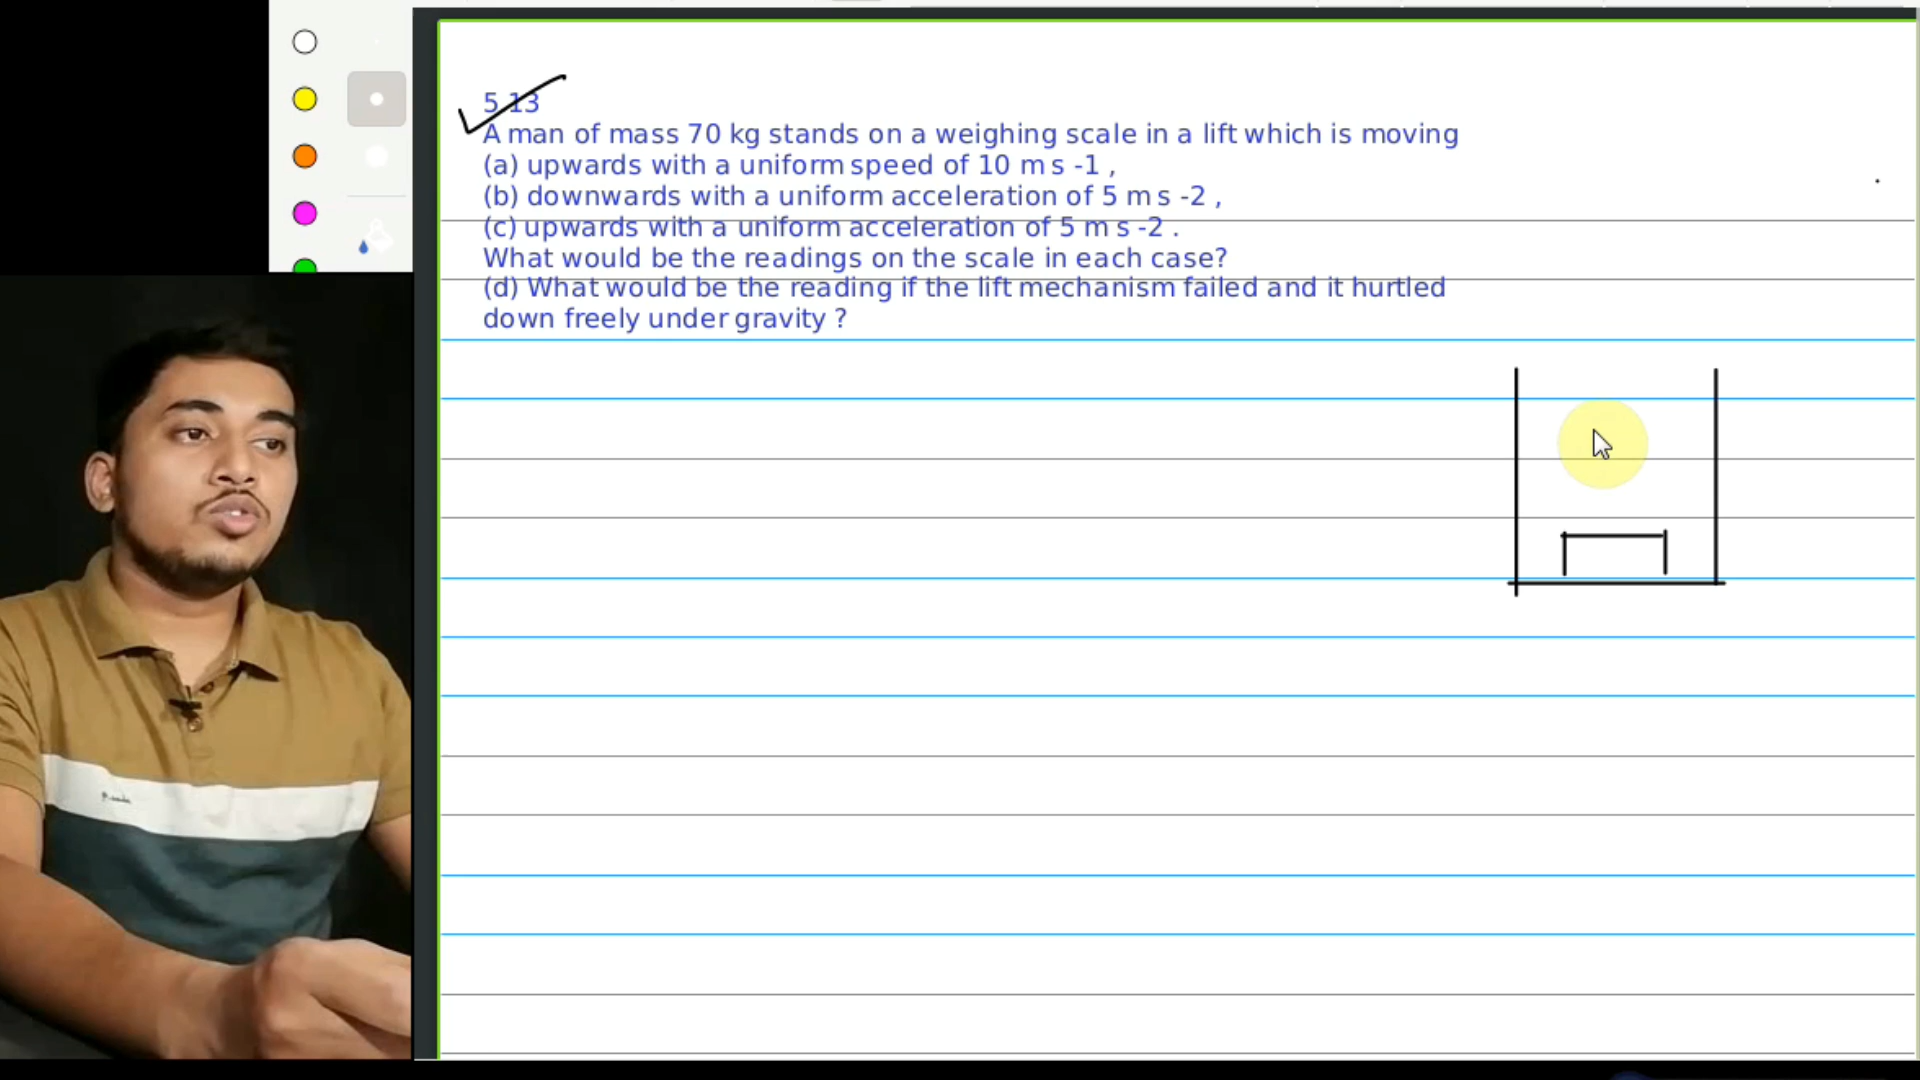 5.13
A man of mass 70 kg stands on a weighing scale in a lift which is moving
(a) upwards with a uniform speed of 10 m s -1 ,
(b) downwards with a uniform acceleration of 5 m s -2 ,
(c) upwards with a uniform acceleration of 5 m s -2 .
What would be the readings on the scale in each case?
(d) What would be the reading if the lift mechanism failed and it hurtled
down freely under gravity ?